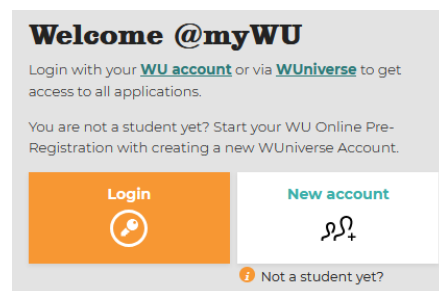 Welcome @myWU
Login with your WU account or via WUniverse to get
access to all applications.
You are not a student yet? Start your WU Online Pre-
Registration with creating a new WUniverse Account.
Login
New account
Not a student yet?